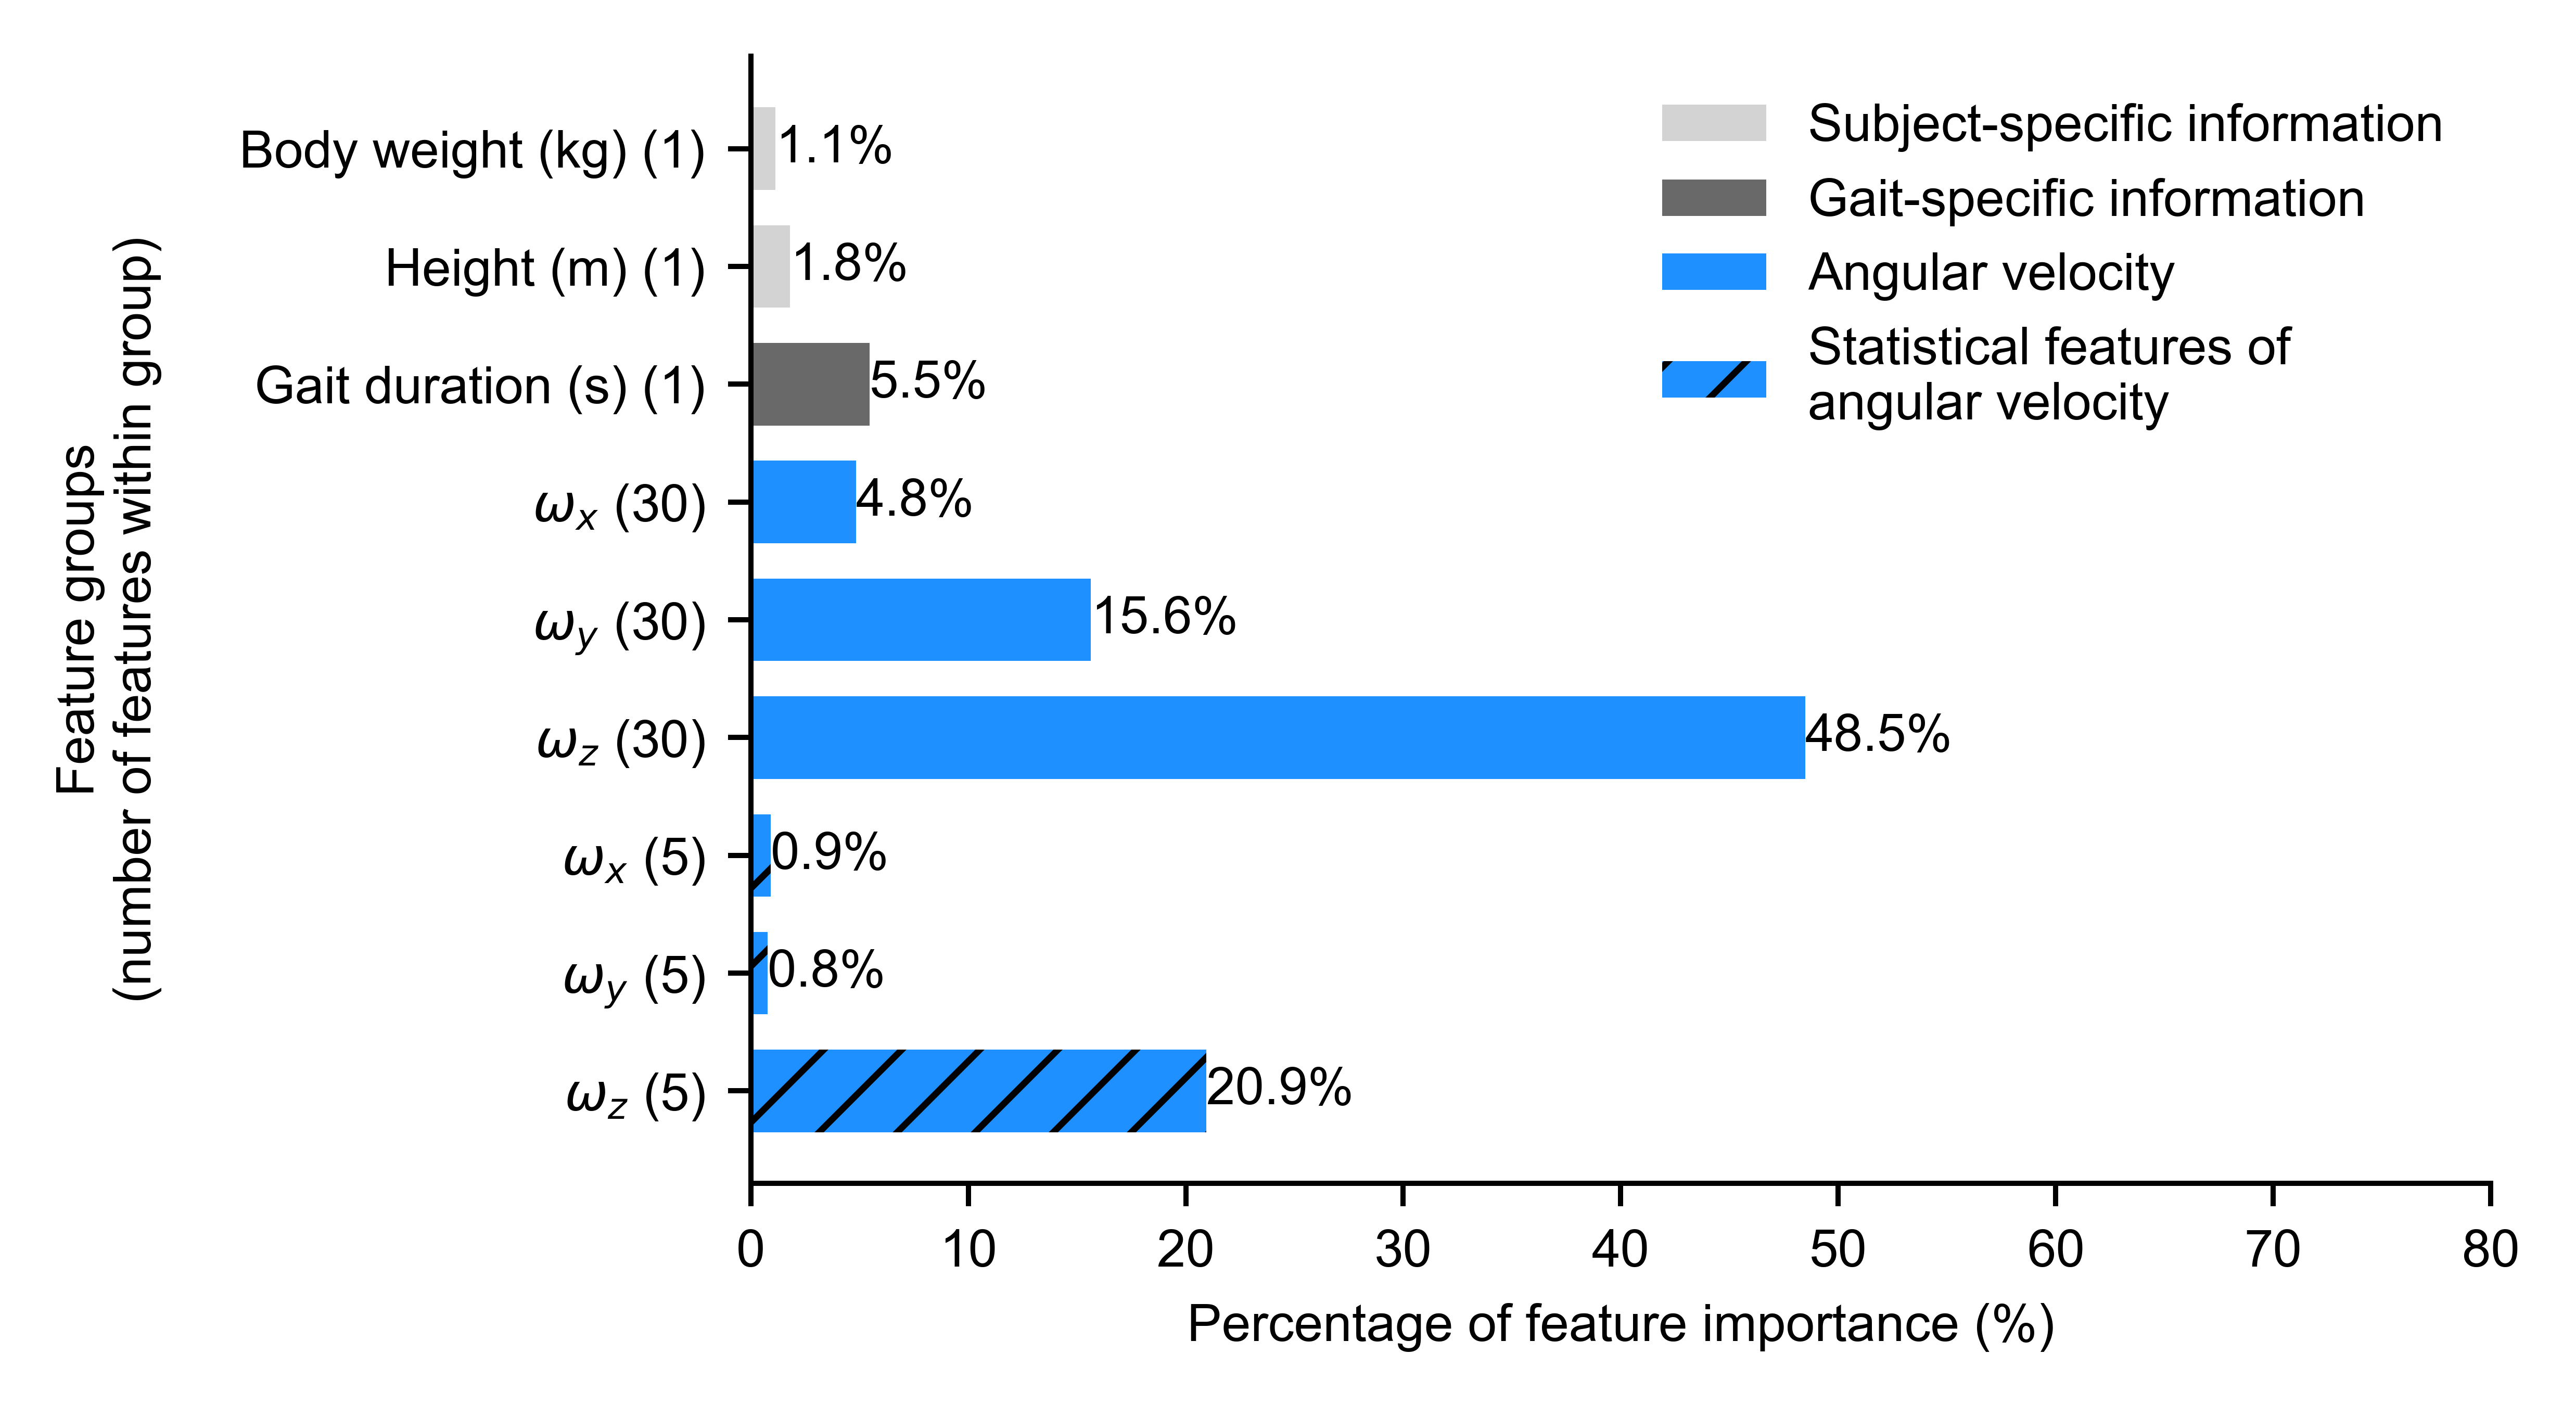 Feature groups
(number of features within group)
Body weight (kg) (1)
1.1%
Height (m) (1)
1.8%
Gait duration (s) (1)
5.5%
ωx (30)
4.8%
ωy (30)
15.6%
ωz (30)
48.5%
ωx (5)
0.9%
ωy (5)
0.8%
ωz (5)
20.9%
Subject-specific information
Gait-specific information
Angular velocity
Statistical features of
angular velocity
0 10 20 30 40 50 60 70 80
Percentage of feature importance (%)